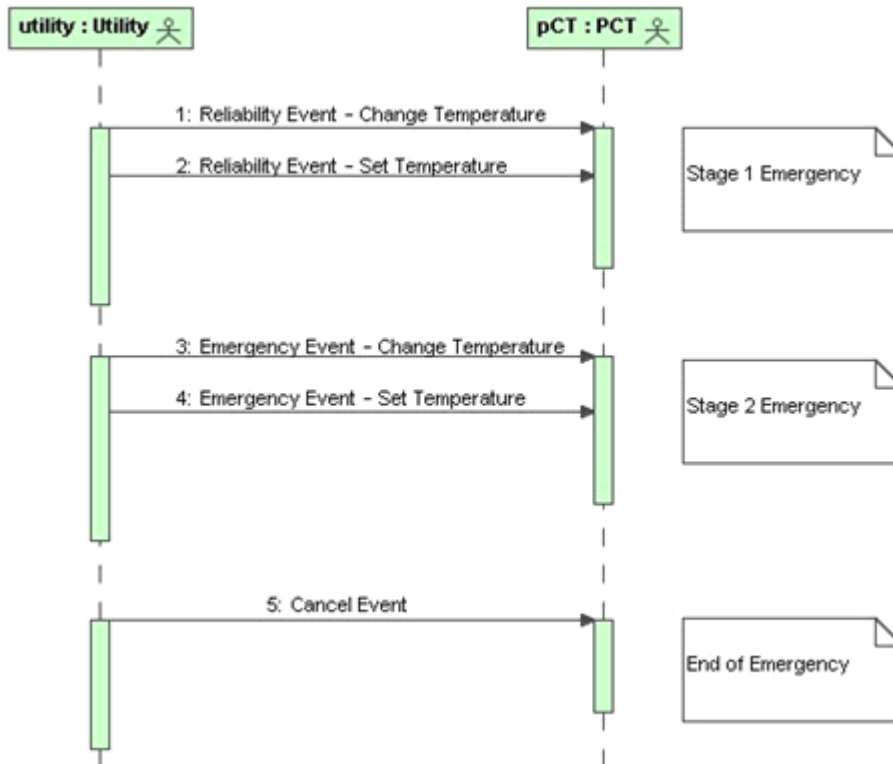 utility : Utility
pCT : PCT
1: Reliability Event - Change Temperature
2: Reliability Event - Set Temperature
Stage 1 Emergency
3: Emergency Event - Change Temperature
4: Emergency Event - Set Temperature
Stage 2 Emergency
5: Cancel Event
End of Emergency